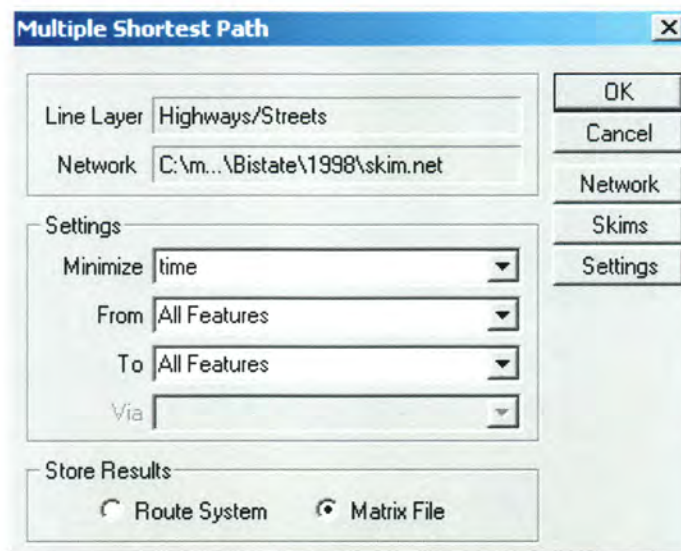 Multiple Shortest Path
Line Layer Highways/Streets
Network C:\m...\Bistate\1998\skim.net
OK
Cancel
Network
Skims
Settings
Settings
Minimize time
From All Features
To All Features
Via
Store Results
Route System Matrix File